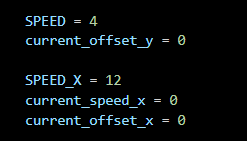 SPEED = 4
current_offset_y = 0
SPEED_X = 12
current_speed_x = 0
current_offset_x = 0